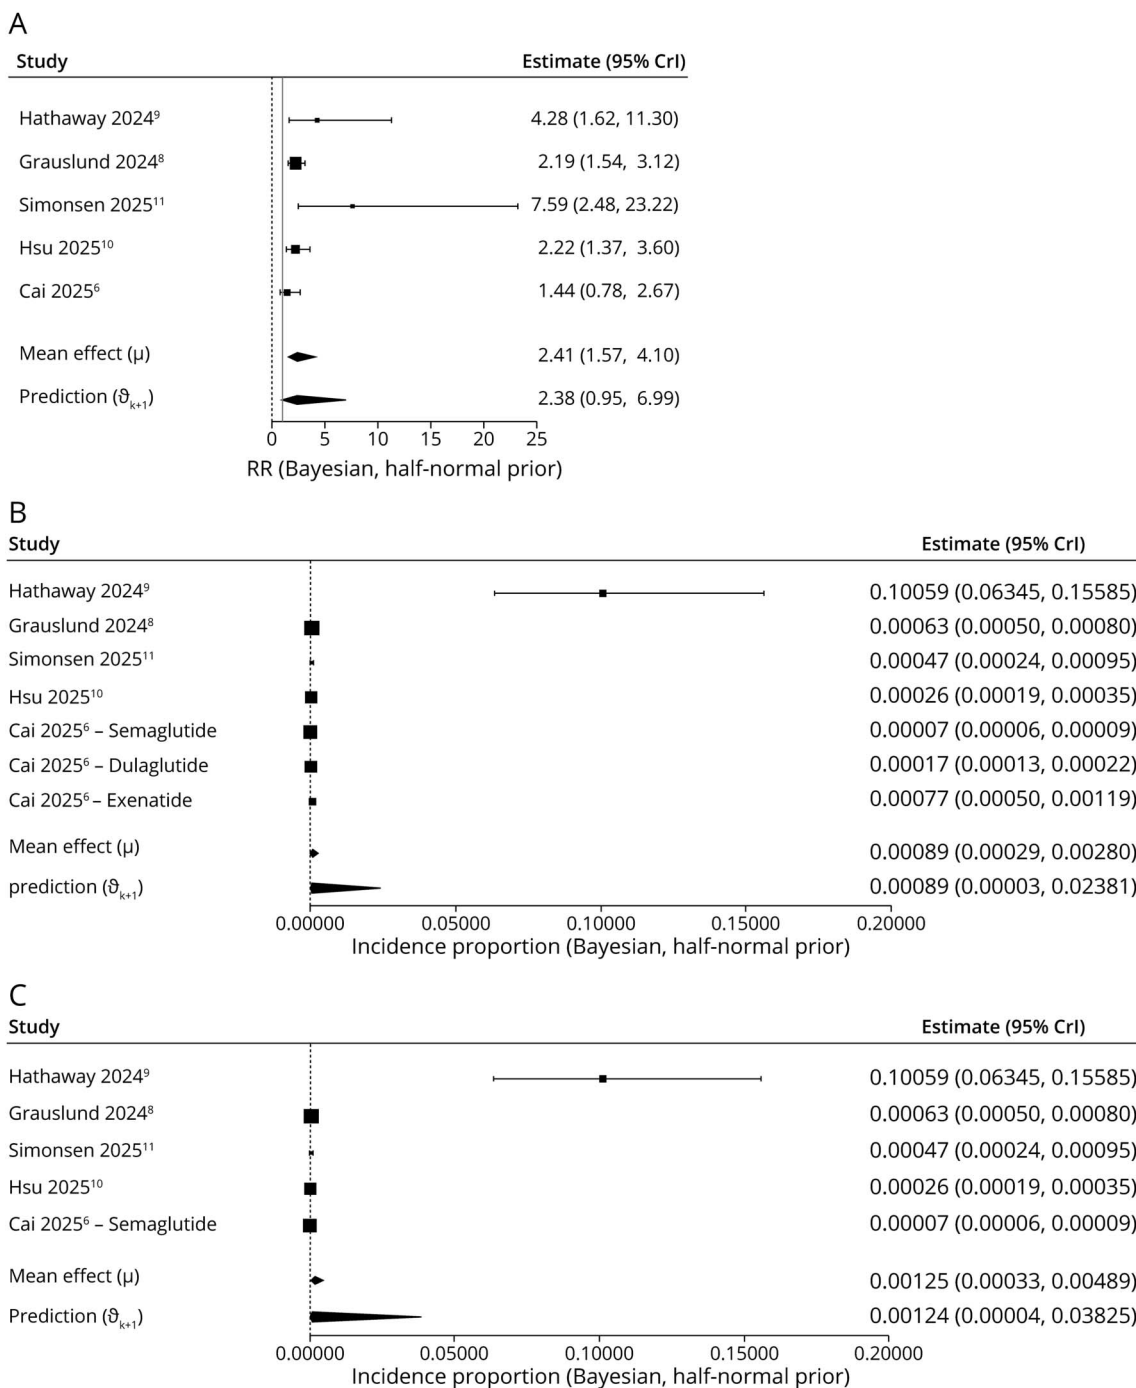 A
Study Estimate (95% CrI)
Hathaway 2024⁹ 4.28 (1.62, 11.30)
Grauslund 2024⁸ 2.19 (1.54, 3.12)
Simonsen 2025¹¹ 7.59 (2.48, 23.22)
Hsu 2025¹⁰ 2.22 (1.37, 3.60)
Cai 2025⁶ 1.44 (0.78, 2.67)
Mean effect (μ) 2.41 (1.57, 4.10)
Prediction (ϑk+1) 2.38 (0.95, 6.99)
0 5 10 15 20 25
RR (Bayesian, half-normal prior)
B
Study Estimate (95% CrI)
Hathaway 2024⁹ 0.10059 (0.06345, 0.15585)
Grauslund 2024⁸ 0.00063 (0.00050, 0.00080)
Simonsen 2025¹¹ 0.00047 (0.00024, 0.00095)
Hsu 2025¹⁰ 0.00026 (0.00019, 0.00035)
Cai 2025⁶ – Semaglutide 0.00007 (0.00006, 0.00009)
Cai 2025⁶ – Dulaglutide 0.00017 (0.00013, 0.00022)
Cai 2025⁶ – Exenatide 0.00077 (0.00050, 0.00119)
Mean effect (μ) 0.00089 (0.00029, 0.00280)
prediction (ϑk+1) 0.00089 (0.00003, 0.02381)
0.00000 0.05000 0.10000 0.15000 0.20000
Incidence proportion (Bayesian, half-normal prior)
C
Study Estimate (95% CrI)
Hathaway 2024⁹ 0.10059 (0.06345, 0.15585)
Grauslund 2024⁸ 0.00063 (0.00050, 0.00080)
Simonsen 2025¹¹ 0.00047 (0.00024, 0.00095)
Hsu 2025¹⁰ 0.00026 (0.00019, 0.00035)
Cai 2025⁶ – Semaglutide 0.00007 (0.00006, 0.00009)
Mean effect (μ) 0.00125 (0.00033, 0.00489)
Prediction (ϑk+1) 0.00124 (0.00004, 0.03825)
0.00000 0.05000 0.10000 0.15000 0.20000
Incidence proportion (Bayesian, half-normal prior)